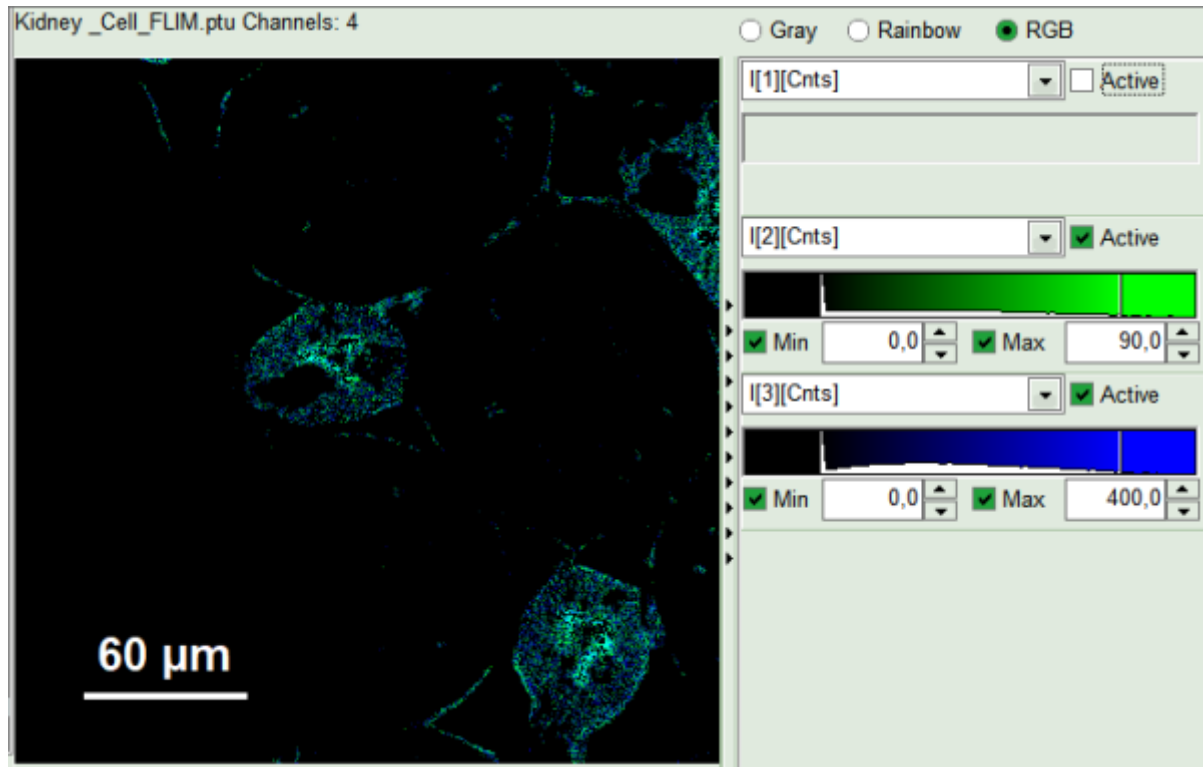 Kidney _Cell_FLIM.ptu Channels: 4
Gray Rainbow RGB
I[1][Cnts] Active
I[2][Cnts] Active
Min 0,0 Max 90,0
I[3][Cnts] Active
Min 0,0 Max 400,0
60 µm